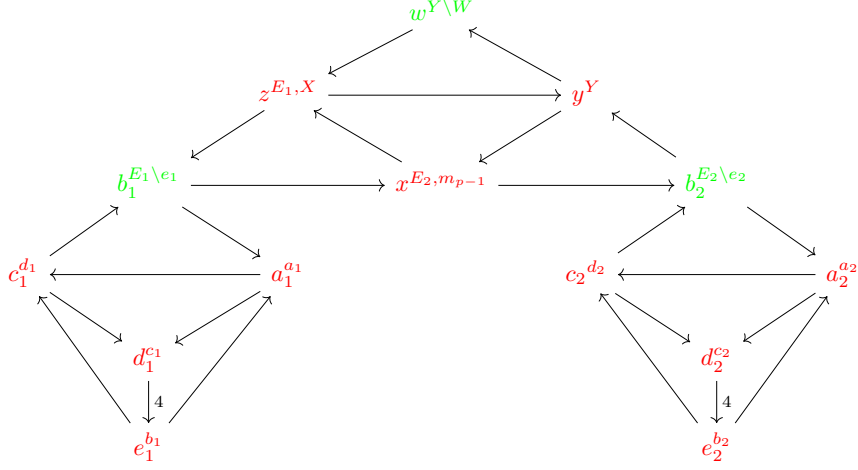 w^{Y\W}
z^{E_1,X} y^Y
b_1^{E_1\e_1} x^{E_2,m_{p-1}} b_2^{E_2\e_2}
c_1^{d_1} a_1^{a_1} c_2^{d_2} a_2^{a_2}
d_1^{c_1} d_2^{c_2}
4 4
e_1^{b_1} e_2^{b_2}